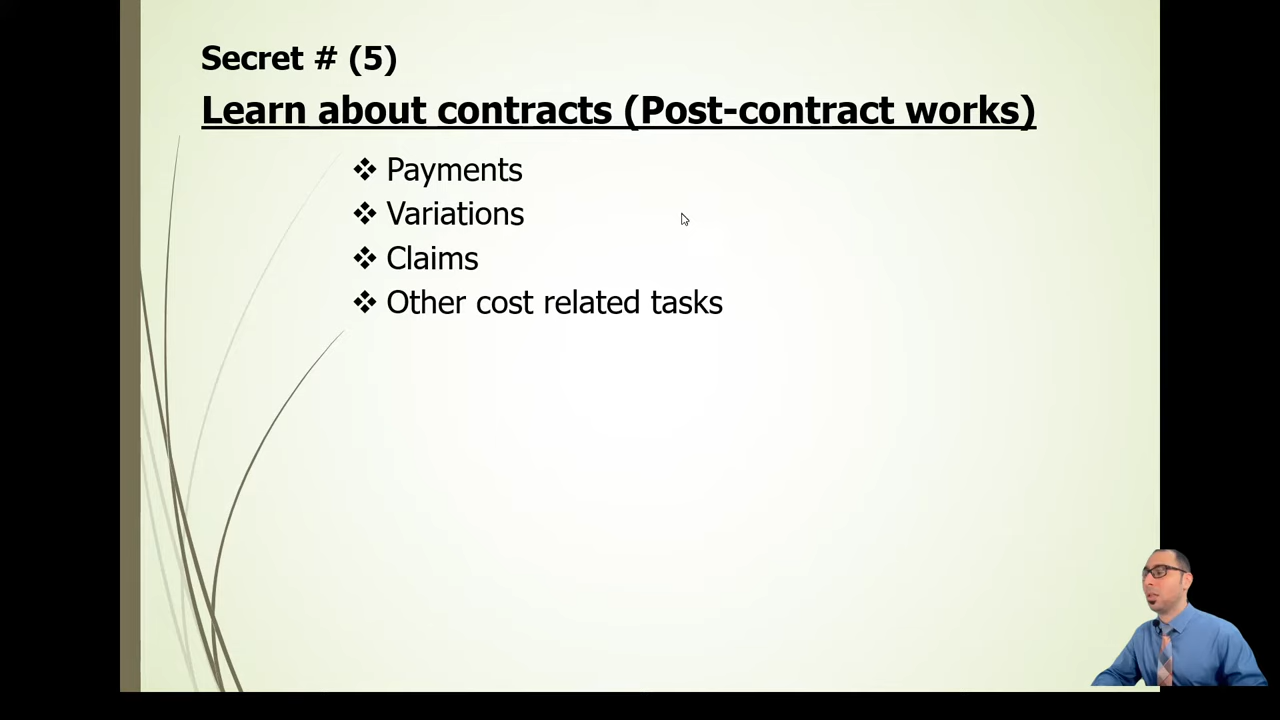 Secret # (5)
Learn about contracts (Post-contract works)
❖ Payments
❖ Variations
❖ Claims
❖ Other cost related tasks